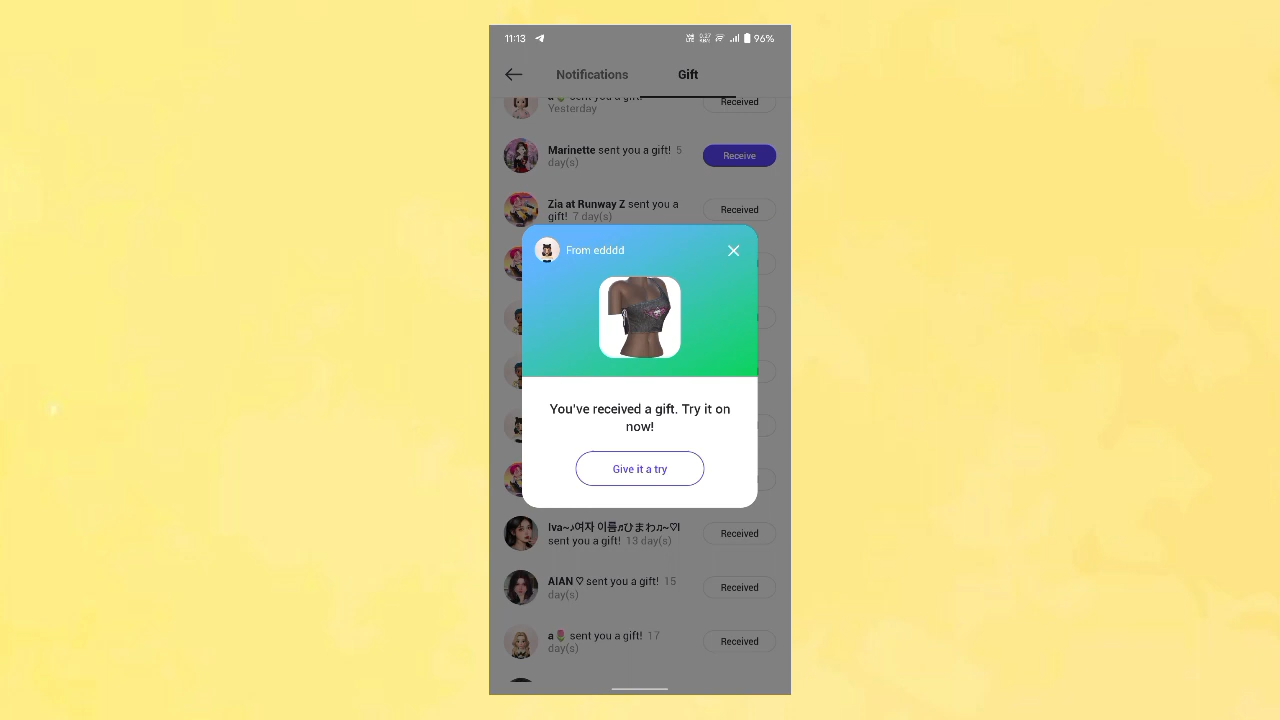 11:13
96%
Notifications
Gift
sent you a gift!
Yesterday
Received
Marinette sent you a gift! 5
day(s)
Receive
Zia at Runway Z sent you a
gift! 7 day(s)
Received
From edddd
You've received a gift. Try it on
now!
Give it a try
Iva~♪여자 이름♬ひまわ♫~♡l
sent you a gift! 13 day(s)
Received
AIAN ♡ sent you a gift! 15
day(s)
Received
a🌷 sent you a gift! 17
day(s)
Received